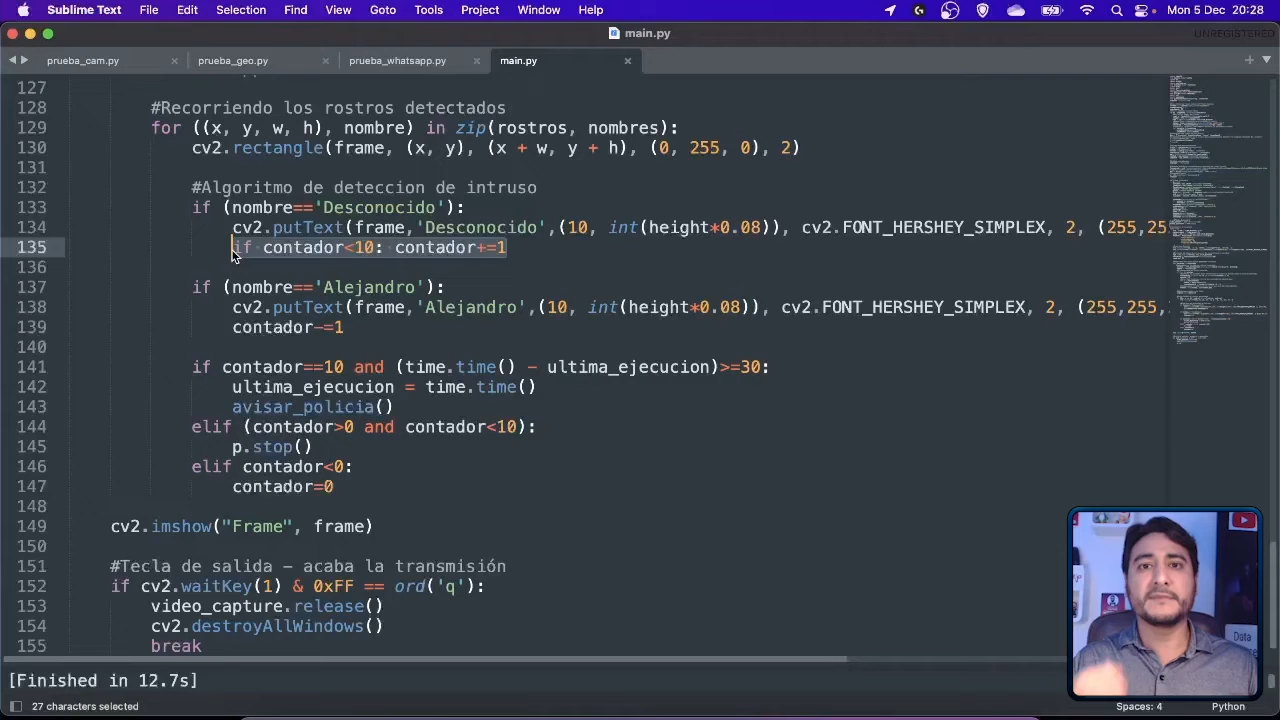 Sublime Text File Edit Selection Find View Goto Tools Project Window Help Mon 5 Dec 20:28
main.py UNREGISTERED
prueba_cam.py prueba_geo.py prueba_whatsapp.py main.py
127
128 #Recorriendo los rostros detectados
129 for ((x, y, w, h), nombre) in zip(rostros, nombres):
130 cv2.rectangle(frame, (x, y), (x + w, y + h), (0, 255, 0), 2)
131
132 #Algoritmo de deteccion de intruso
133 if (nombre=='Desconocido'):
134 cv2.putText(frame,'Desconocido',(10, int(height*0.08)), cv2.FONT_HERSHEY_SIMPLEX, 2, (255,25
135 if contador<10: contador+=1
136
137 if (nombre=='Alejandro'):
138 cv2.putText(frame,'Alejandro',(10, int(height*0.08)), cv2.FONT_HERSHEY_SIMPLEX, 2, (255,255,
139 contador-=1
140
141 if contador==10 and (time.time() - ultima_ejecucion)>=30:
142 ultima_ejecucion = time.time()
143 avisar_policia()
144 elif (contador>0 and contador<10):
145 p.stop()
146 elif contador<0:
147 contador=0
148
149 cv2.imshow("Frame", frame)
150
151 #Tecla de salida – acaba la transmisión
152 if cv2.waitKey(1) & 0xFF == ord('q'):
153 video_capture.release()
154 cv2.destroyAllWindows()
155 break
[Finished in 12.7s]
27 characters selected Spaces: 4 Python
Data